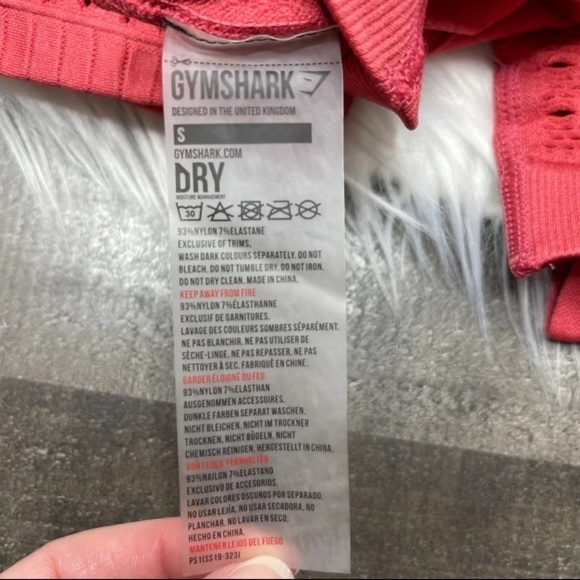 GYMSHARK
DESIGNED IN THE UNITED KINGDOM
S
GYMSHARK.COM
DRY
MOISTURE MANAGEMENT
30
93%NYLON 7%ELASTANE
EXCLUSIVE OF TRIMS.
WASH DARK COLOURS SEPARATELY. DO NOT
BLEACH. DO NOT TUMBLE DRY. DO NOT IRON.
DO NOT DRY CLEAN. MADE IN CHINA.
KEEP AWAY FROM FIRE
93%NYLON 7%ÉLASTHANNE
EXCLUSIF DE GARNITURES.
LAVAGE DES COULEURS SOMBRES SÉPARÉMENT.
NE PAS BLANCHIR. NE PAS UTILISER DE
SÈCHE-LINGE. NE PAS REPASSER. NE PAS
NETTOYER À SEC. FABRIQUÉ EN CHINE.
GARDER ÉLOIGNÉ DU FEU
93%NYLON 7%ELASTHAN
AUSGENOMMEN ACCESSOIRES.
DUNKLE FARBEN SEPARAT WASCHEN.
NICHT BLEICHEN. NICHT IM TROCKNER
TROCKNEN. NICHT BÜGELN. NICHT
CHEMISCH REINIGEN. HERGESTELLT IN CHINA.
VON FEUER FERNHALTEN
93%NAILON 7%ELASTANO
EXCLUSIVO DE ACCESORIOS.
LAVAR COLORES OSCUROS POR SEPARADO.
NO USAR LEJÍA. NO USAR SECADORA. NO
PLANCHAR. NO LAVAR EN SECO.
HECHO EN CHINA.
MANTENER LEJOS DEL FUEGO
PS1(SS19-323)